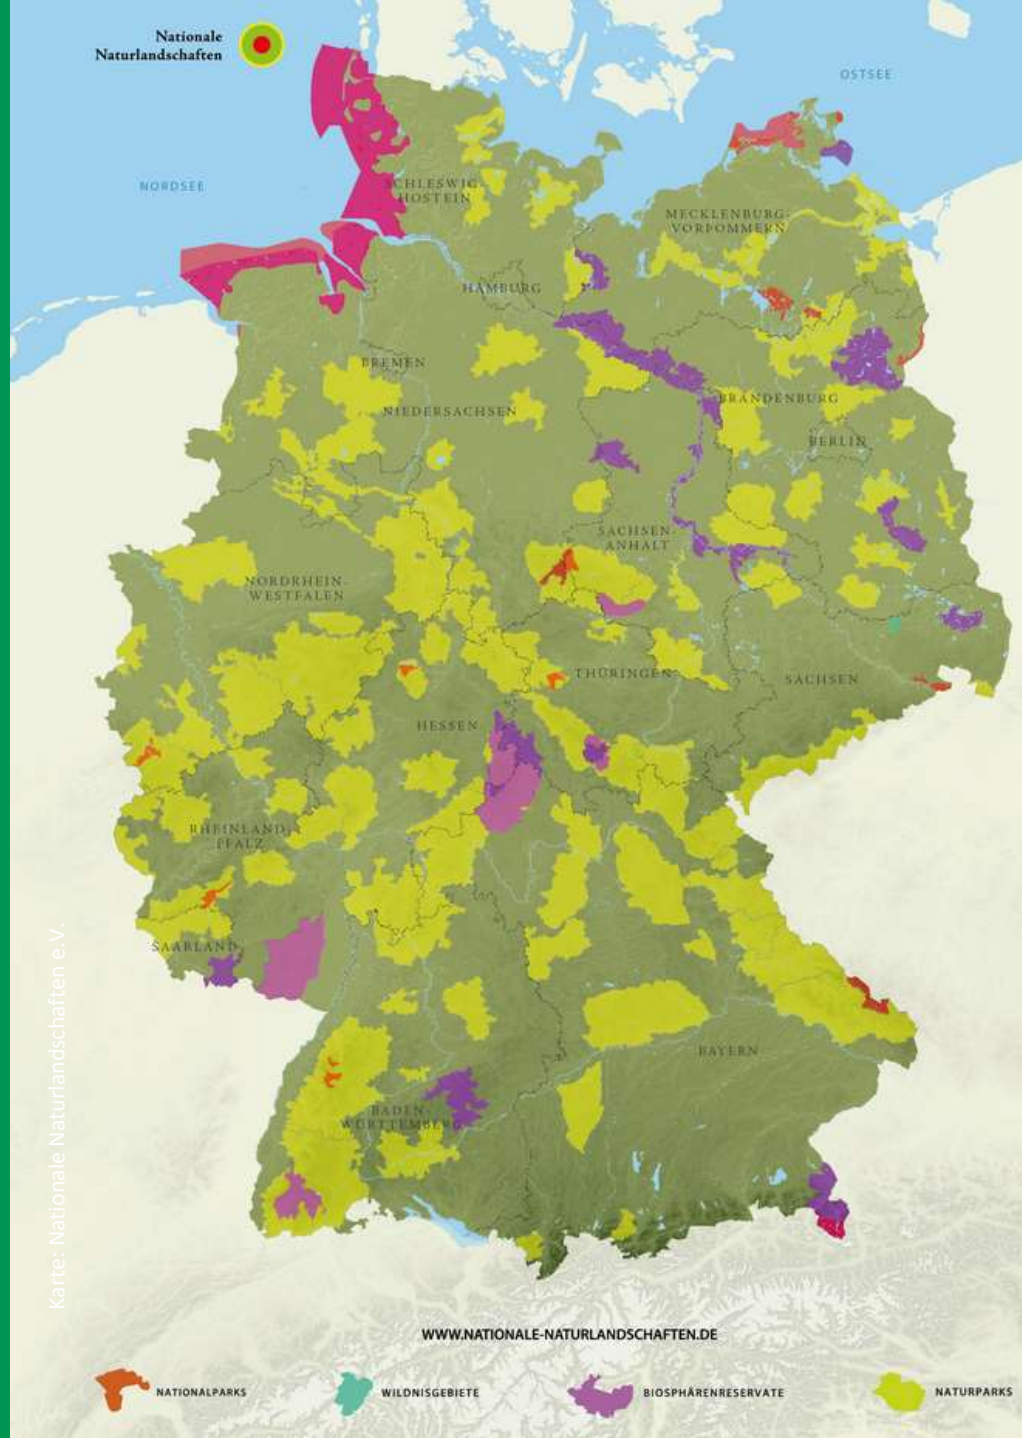 Nationale
Naturlandschaften
OSTSEE
NORDSEE
SCHLESWIG-
HOSTEIN
MECKLENBURG-
VORPOMMERN
HAMBURG
BREMEN
BRANDENBURG
NIEDERSACHSEN
BERLIN
SACHSEN-
ANHALT
NORDRHEIN-
WESTFALEN
THÜRINGEN
SACHSEN
HESSEN
RHEINLAND-
PFALZ
SAARLAND
BAYERN
BADEN-
WÜRTTEMBERG
Karte: Nationale Naturlandschaften e.V.
WWW.NATIONALE-NATURLANDSCHAFTEN.DE
NATIONALPARKS
WILDNISGEBIETE
BIOSPHÄRENRESERVATE
NATURPARKS